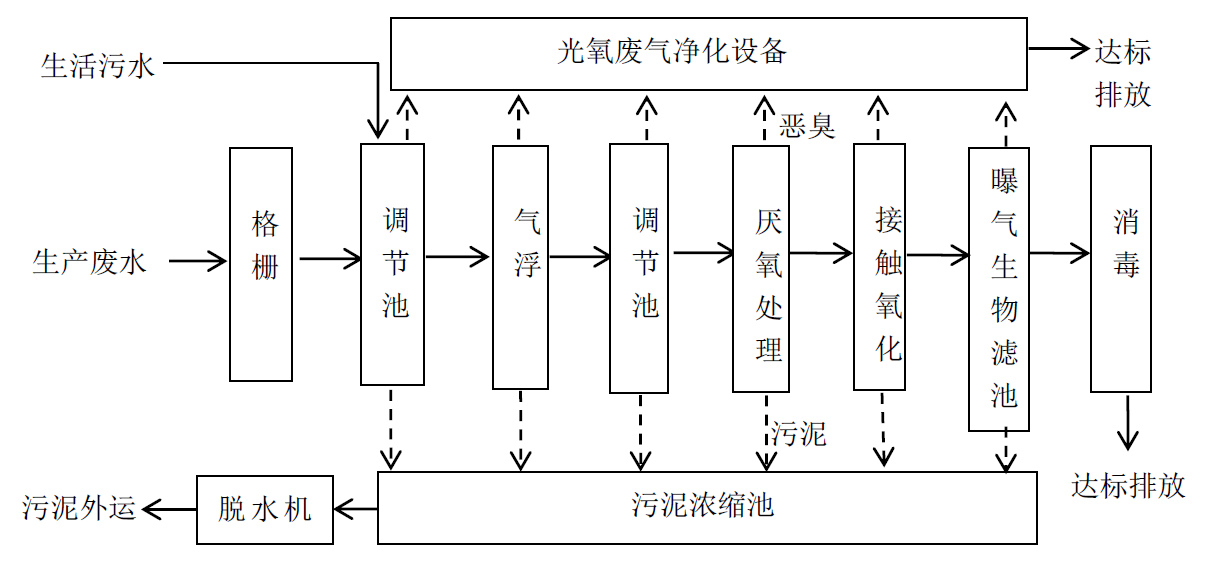 光氧废气净化设备
达标
排放
生活污水
恶臭
生产废水
格栅
调节池
气浮
调节池
厌氧处理
接触氧化
曝气生物滤池
消毒
污泥
达标排放
污泥浓缩池
脱水机
污泥外运